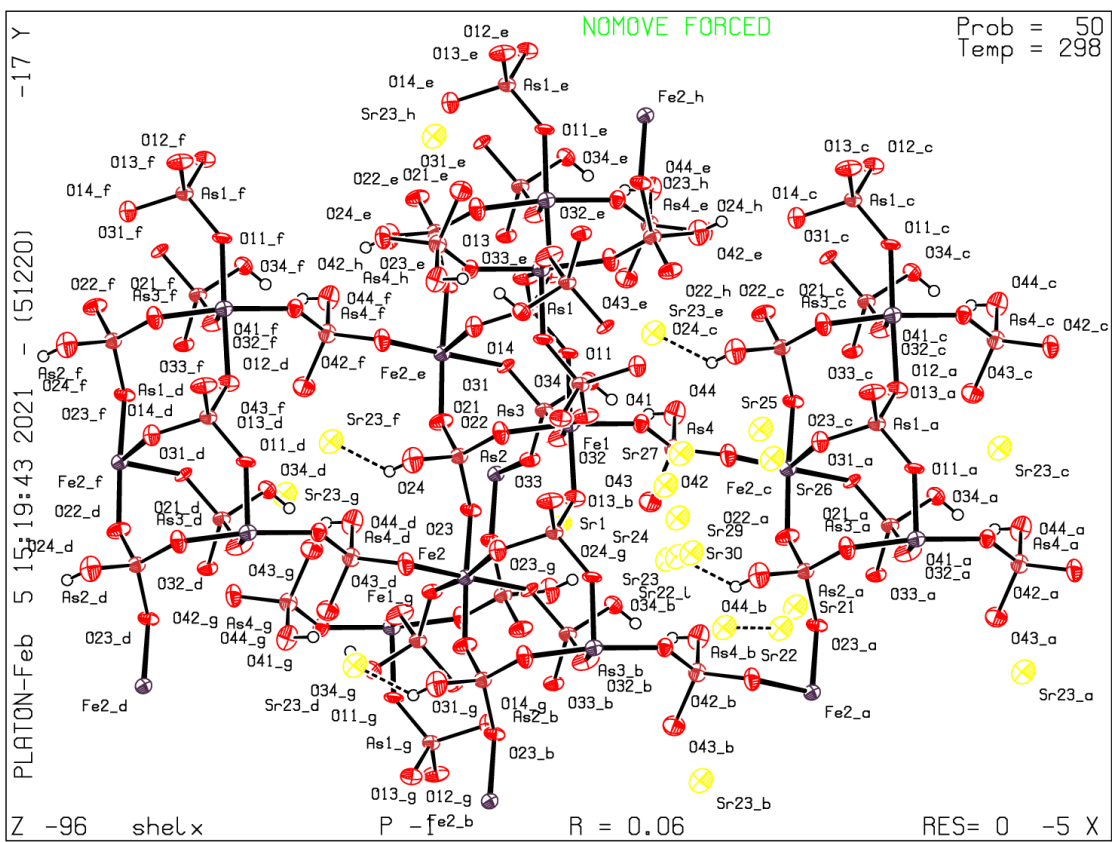 NOMOVE FORCED
Prob = 50
Temp = 298
PLATON-Feb 5 15:19:43 2021 - (51220) -17 Y
O12_e
O13_e
O14_e
As1_e
Sr23_h
Fe2_h
O11_e
O12_f
O13_f
O14_f
As1_f
O31_f
O11_f
O34_f
O31_e
O21_e
O22_e
O34_e
O44_e
O23_h
As4_e
O24_h
O32_e
O24_e
O13
O33_e
O42_e
O23_e
O42_h
As4_h
O43_e
As1
O13_c
O12_c
O14_c
As1_c
O31_c
O11_c
O34_c
O22_f
O21_f
As3_f
O42_h
O44_f
As4_f
O41_f
O32_f
O12_d
O33_f
O42_f
As2_f
O24_f
As1_d
O14_d
O23_f
O43_f
O13_d
O11_d
O22_h
O22_c
Sr23_e
O24_c
O21_c
As3_c
O44_c
As4_c
O42_c
O41_c
O32_c
O12_a
O33_c
O43_c
O13_a
Fe2_e
O14
O11
O31
O34
O44
O21
O22
As3
O41
As4
Fe1
O32
Sr27
O42
O43
O33
As2
O24
Sr23_f
Sr25
O23_c
As1_a
O31_a
O11_a
Sr26
Fe2_c
Sr23_c
O34_a
Fe2_f
O31_d
O34_d
Sr23_g
O22_d
O21_d
As3_d
O24_d
O44_d
As4_d
O23
O13_b
Sr1
Sr24
O24_g
Sr29
Sr30
O22_a
O21_a
As3_a
O44_a
As4_a
O41_a
O32_a
O33_a
O42_a
O43_a
Fe2
O23_g
Sr23
Sr22_l
As2_a
Sr21
O34_b
O44_b
As4_b
Sr22
O23_a
As2_d
O32_d
O43_g
O43_d
Fe1_g
O42_g
As4_g
O44_g
O41_g
O23_d
Fe2_d
Sr23_d
O34_g
O11_g
O31_g
O14_g
As2_b
As3_b
O32_b
O33_b
O42_b
O43_b
Fe2_a
Sr23_a
As1_g
O23_b
O13_g
O12_g
Sr23_b
Fe2_b
Z -96 shelx P -1 R = 0.06 RES= 0 -5 X